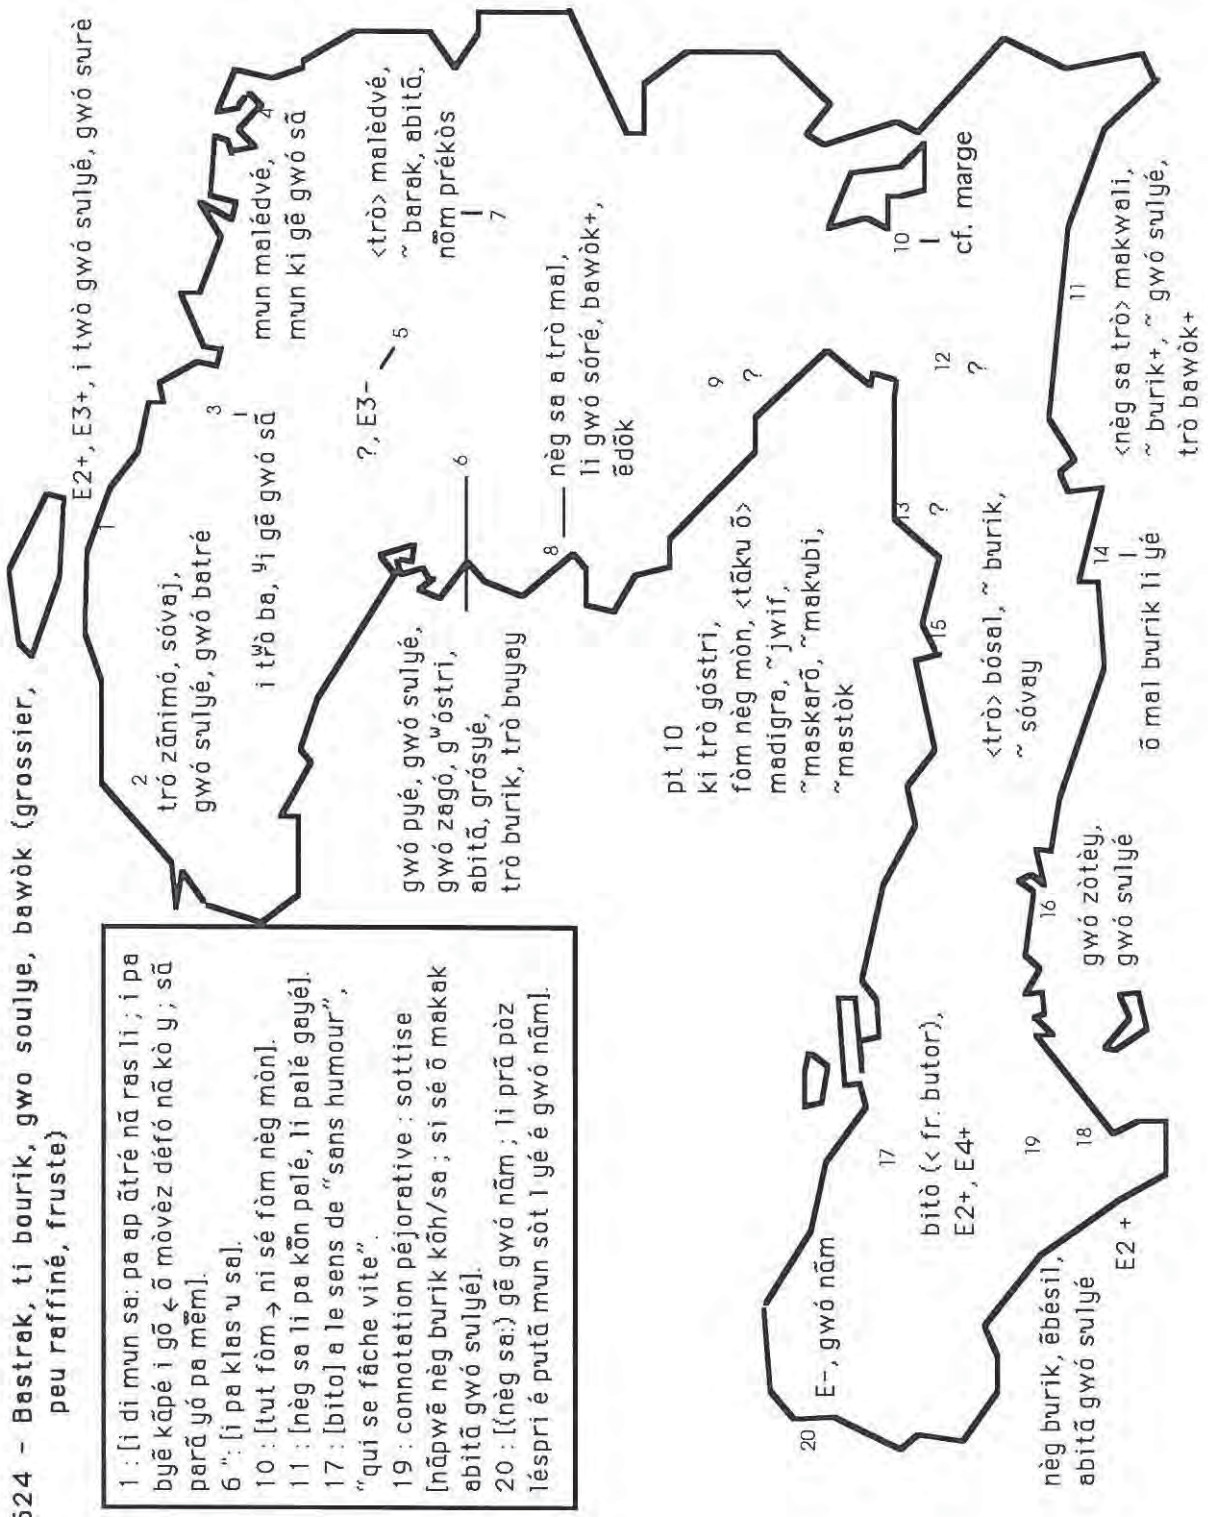 624 - Bastrak, ti bourik, gwo soulye, bawòk (grossier,
peu raffiné, fruste)
1 : [i di mun sa: pa ap ãtré nã ras li ; i pa
byẽ kãpé i gõ ← õ mòvèz défó nã kò y ; sã
parã yó pa mẽm].
6 ": [i pa klas u sa].
10 : [tut fòm → ni sé fòm nèg mòn].
11 : [nèg sa li pa kõn palé, li palé gayé].
17 : [bito] a le sens de "sans humour",
"qui se fâche vite".
19 : connotation péjorative : sottise
[nãpwẽ nèg burik kõh/sa ; si sé õ makak
abitã gwó sulyé].
20 : [(nèg sa:) gẽ gwó nãm ; li prã pòz
léspri é putã mun sòt l yé é gwó nãm].
E2+, E3+, i twò gwó sulyé, gwó surè
1
2
tró zãnimó, sóvaj,
gwó sulyé, gwó batré
3
i tʷrò ba, ᶣi gẽ gwó sã
4
mun malédvé,
mun ki gẽ gwó sã
?, E3-
5
<trò> malèdvé,
~ barak, abitã,
nõm prékòs
7
6
gwó pyé, gwó sulyé,
gwó zagó, gʷóstri,
abitã, grósyé,
trò burik, trò buyay
8
nèg sa a trò mal,
li gwó sóré, bawòk+,
ẽdõk
9
?
10
cf. marge
pt 10
ki trò góstri,
fòm nèg mòn, <tãku õ>
madigra, ~ jwif,
~maskarõ, ~makubi,
~mastòk
11
<nèg sa trò> makwali,
~ burik+, ~ gwó sulyé,
trò bawòk+
12
?
13
?
14
õ mal burik li yé
15
<trò> bósal, ~ burik,
~ sóvay
16
gwó zòtèy,
gwó sulyé
17
bitò (< fr. butor),
E2+, E4+
18
E2 +
19
nèg burik, ẽbésil,
abitã gwó sulyé
20
E-, gwó nãm